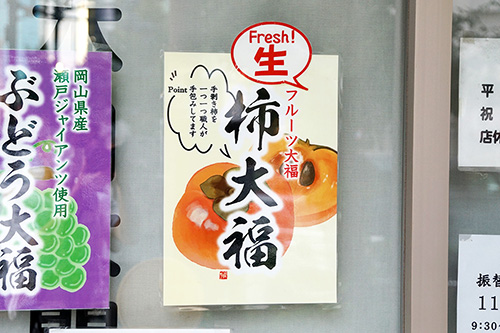 岡山県産
瀬戸ジャイアンツ使用
ぶどう大福
Fresh!
生
フルーツ大福
柿大福
Point
手剥き柿を
一つ一つ職人が
手包みしてます
平
祝
店休
振替
11
9:30